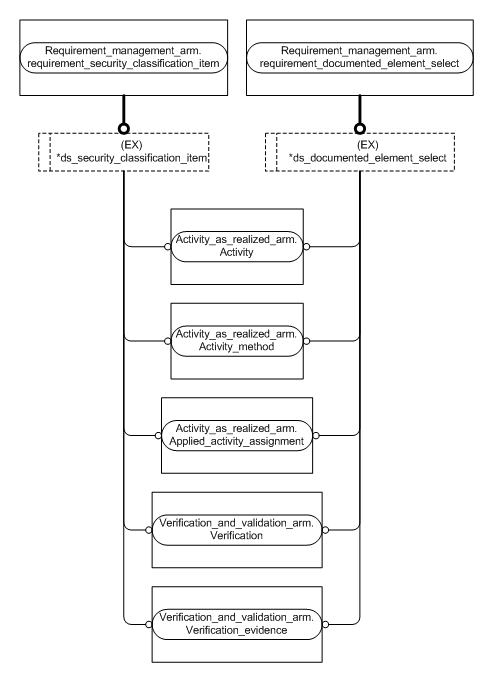 Requirement_management_arm.
requirement_security_classification_item
Requirement_management_arm.
requirement_documented_element_select
(EX)
*ds_security_classification_item
(EX)
*ds_documented_element_select
Activity_as_realized_arm.
Activity
Activity_as_realized_arm.
Activity_method
Activity_as_realized_arm.
Applied_activity_assignment
Verification_and_validation_arm.
Verification
Verification_and_validation_arm.
Verification_evidence